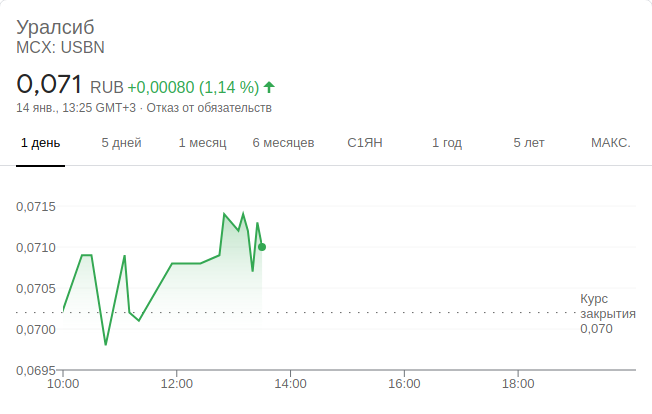 Уралсиб
MCX: USBN
0,071 RUB +0,00080 (1,14 %)
14 янв., 13:25 GMT+3 · Отказ от обязательств
1 день 5 дней 1 месяц 6 месяцев С1ЯН 1 год 5 лет МАКС.
0,0715
0,0710
0,0705
Курс
закрытия
0,070
0,0700
0,0695
10:00 12:00 14:00 16:00 18:00